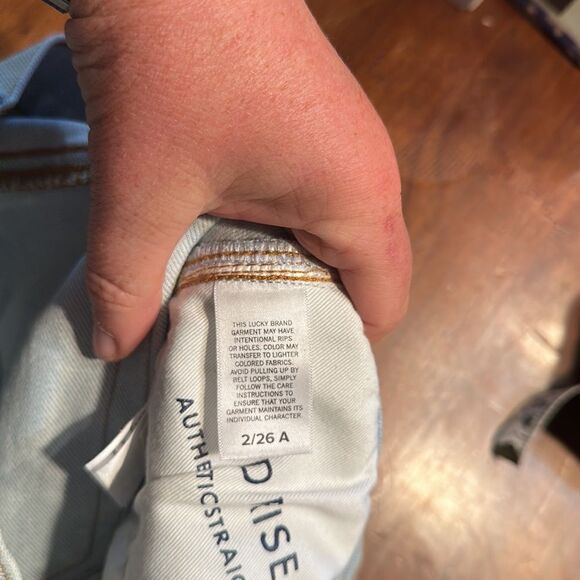 THIS LUCKY BRAND
GARMENT MAY HAVE
INTENTIONAL RIPS
OR HOLES. COLOR MAY
TRANSFER TO LIGHTER
COLORED FABRICS.
AVOID PULLING UP BY
BELT LOOPS, SIMPLY
FOLLOW THE CARE
INSTRUCTIONS TO
ENSURE THAT YOUR
GARMENT MAINTAINS ITS
INDIVIDUAL CHARACTER.
2/26 A